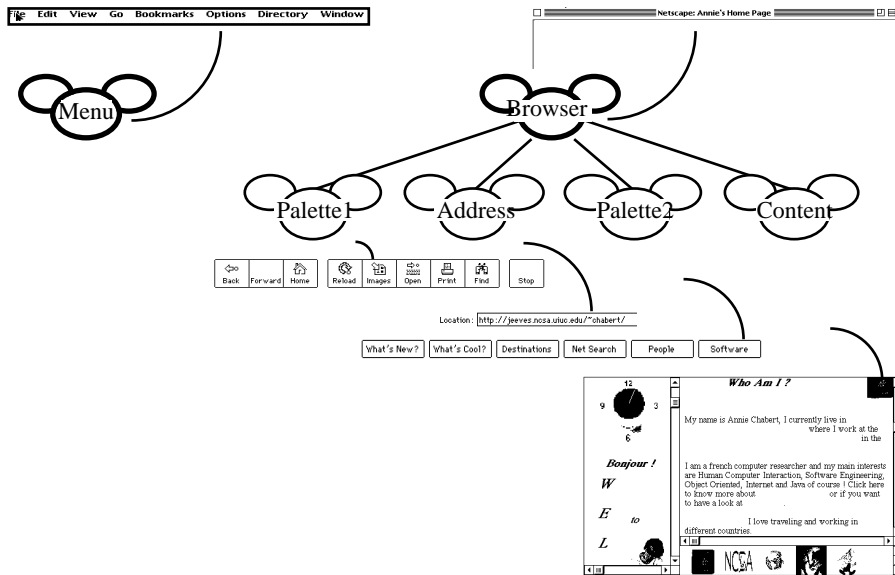 File Edit View Go Bookmarks Options Directory Window
Netscape: Annie's Home Page
Menu
Browser
Palette1
Address
Palette2
Content
Back Forward Home Reload Images Open Print Find Stop
Location: http://jeeves.ncsa.uiuc.edu/~chabert/
What's New? What's Cool? Destinations Net Search People Software
12
9 3
6
Bonjour !
W
E to
L
Who Am I ?
My name is Annie Chabert, I currently live in
where I work at the
in the
I am a french computer researcher and my main interests
are Human Computer Interaction, Software Engineering,
Object Oriented, Internet and Java of course ! Click here
to know more about or if you want
to have a look at .
I love traveling and working in
different countries.
NCSA